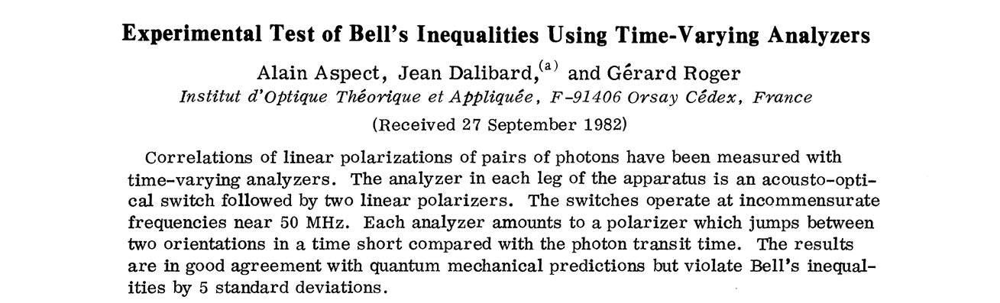 Experimental Test of Bell's Inequalities Using Time-Varying Analyzers
Alain Aspect, Jean Dalibard,(a) and Gérard Roger
Institut d'Optique Théorique et Appliquée, F-91406 Orsay Cédex, France
(Received 27 September 1982)
Correlations of linear polarizations of pairs of photons have been measured with
time-varying analyzers. The analyzer in each leg of the apparatus is an acousto-opti-
cal switch followed by two linear polarizers. The switches operate at incommensurate
frequencies near 50 MHz. Each analyzer amounts to a polarizer which jumps between
two orientations in a time short compared with the photon transit time. The results
are in good agreement with quantum mechanical predictions but violate Bell's inequal-
ities by 5 standard deviations.